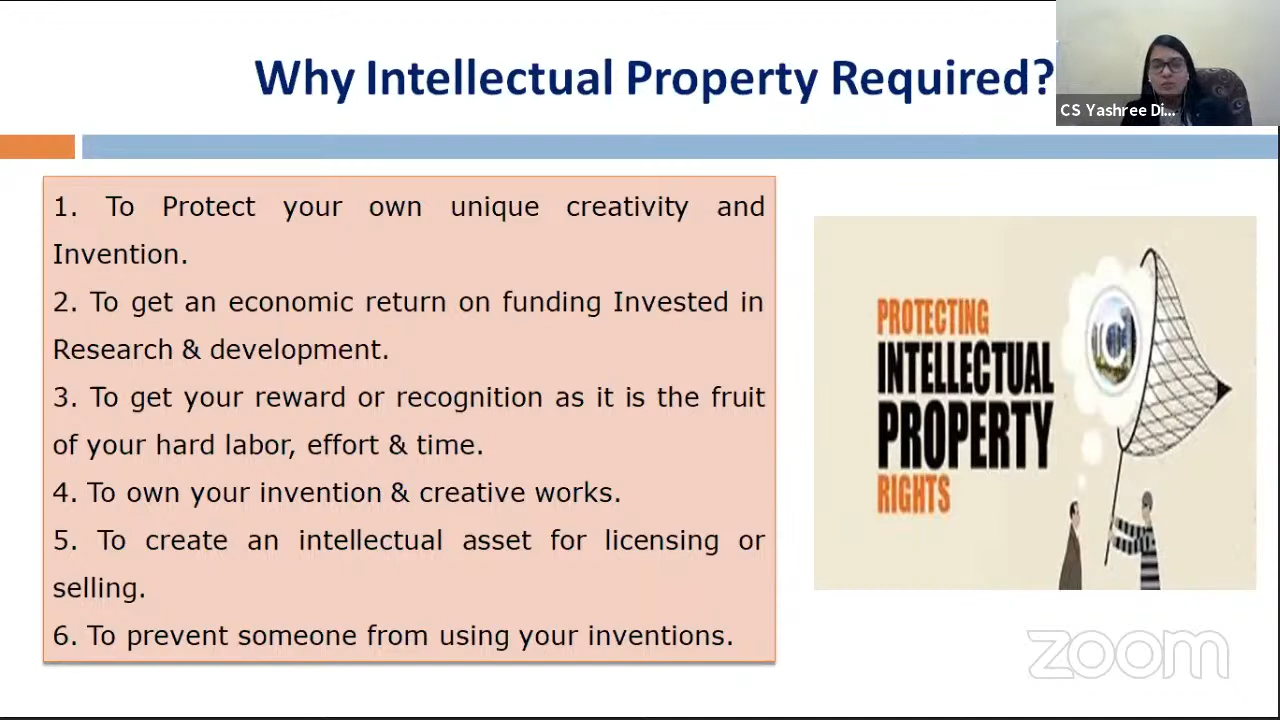 Why Intellectual Property Required?
CS Yashree Di...
1. To Protect your own unique creativity and
Invention.
2. To get an economic return on funding Invested in
Research & development.
3. To get your reward or recognition as it is the fruit
of your hard labor, effort & time.
4. To own your invention & creative works.
5. To create an intellectual asset for licensing or
selling.
6. To prevent someone from using your inventions.
PROTECTING
INTELLECTUAL
PROPERTY
RIGHTS
C
zoom